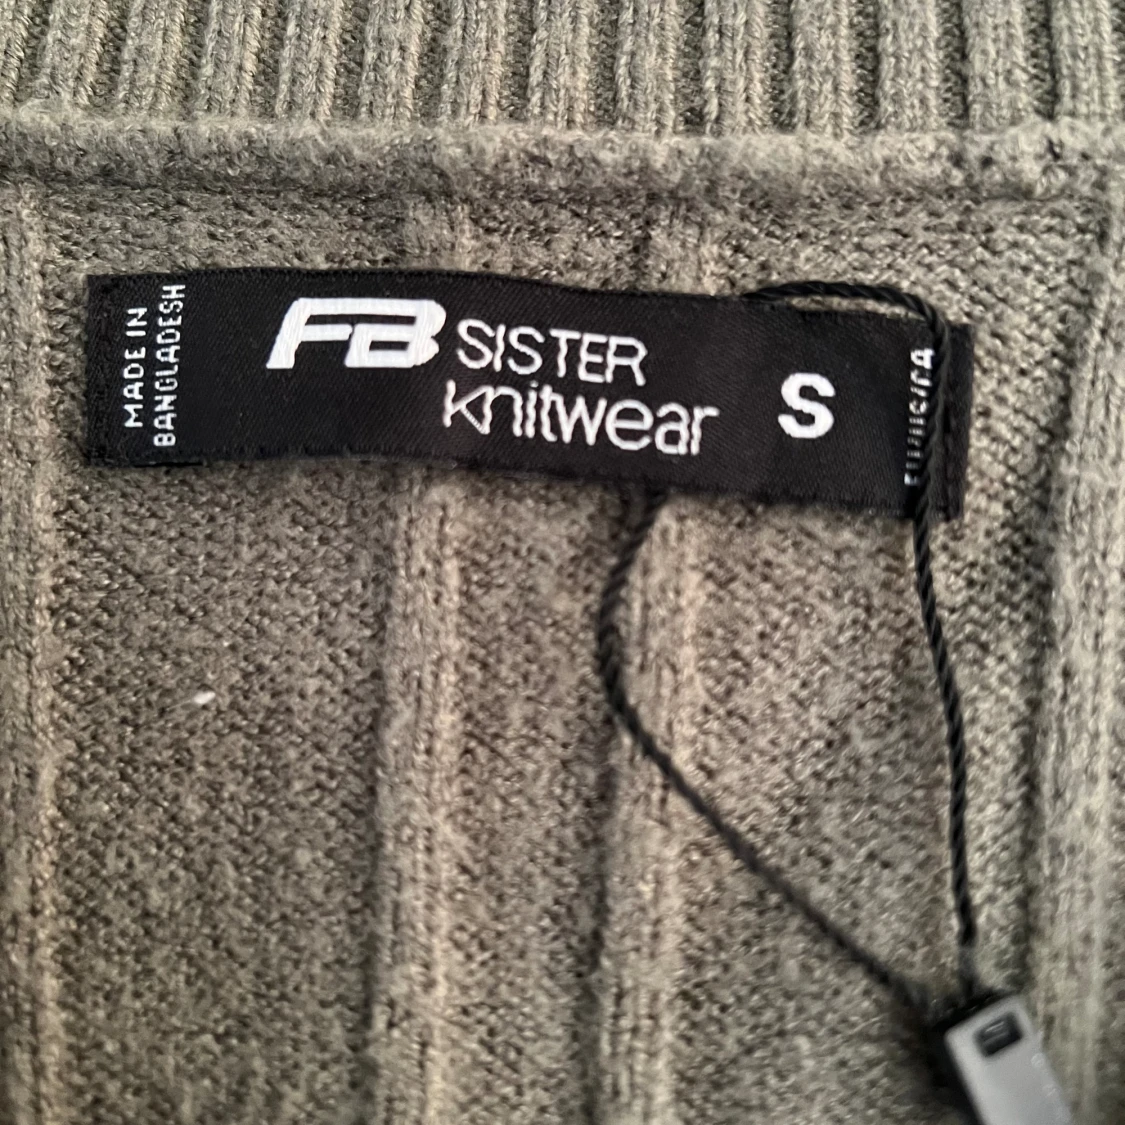 MADE IN
BANGLADESH
FB SISTER
knitwear
S